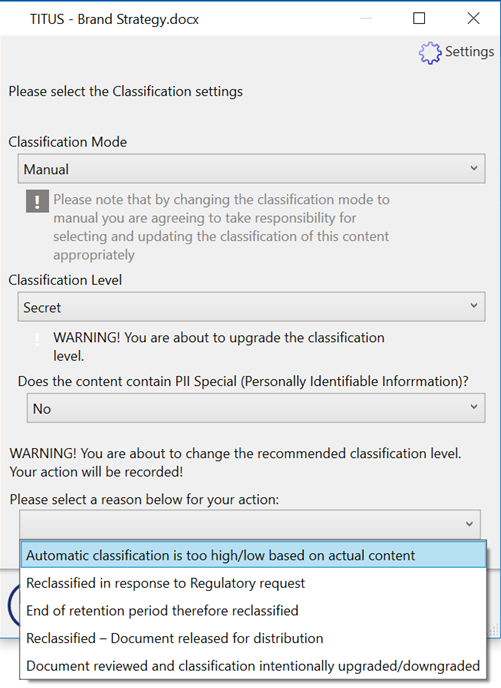 TITUS - Brand Strategy.docx
Settings
Please select the Classification settings
Classification Mode
Manual
! Please note that by changing the classification mode to
manual you are agreeing to take responsibility for
selecting and updating the classification of this content
appropriately
Classification Level
Secret
! WARNING! You are about to upgrade the classification
level.
Does the content contain PII Special (Personally Identifiable Inforrmation)?
No
WARNING! You are about to change the recommended classification level.
Your action will be recorded!
Please select a reason below for your action:
Automatic classification is too high/low based on actual content
Reclassified in response to Regulatory request
End of retention period therefore reclassified
Reclassified – Document released for distribution
Document reviewed and classification intentionally upgraded/downgraded